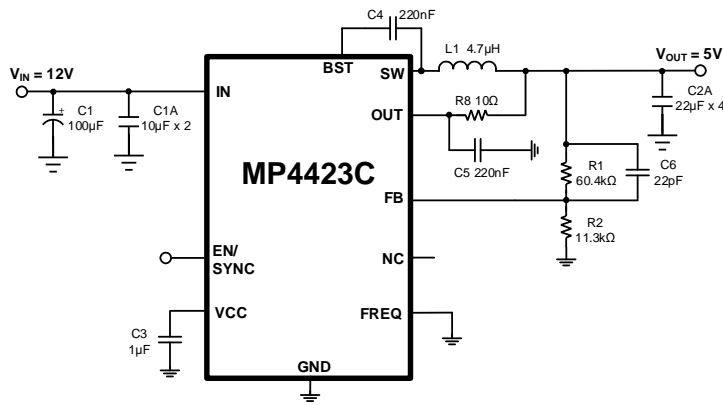 C4
220nF
L1 4.7µH
V_IN = 12V
V_OUT = 5V
BST
SW
IN
C1
100µF
C1A
10µF x 2
R8 10Ω
OUT
C2A
22µF x 4
C5 220nF
MP4423C
R1
60.4kΩ
C6
22pF
FB
R2
11.3kΩ
EN/
SYNC
NC
VCC
FREQ
C3
1µF
GND